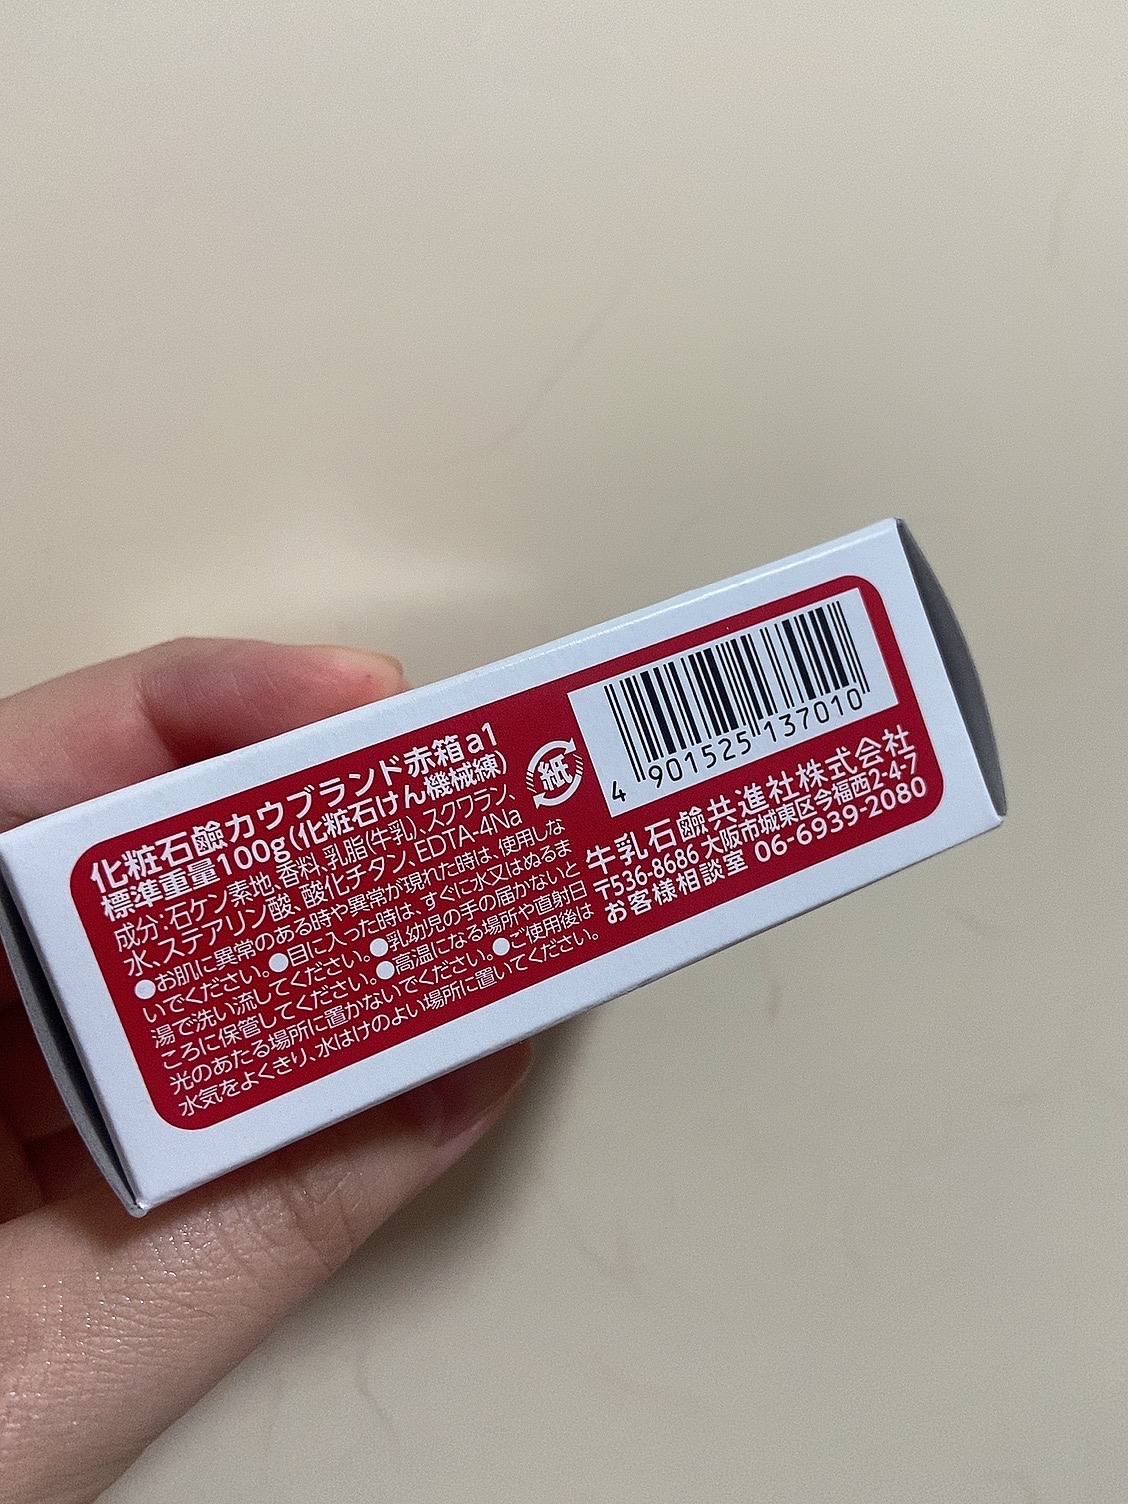 化粧石鹼カウブランド赤箱a1
標準重量100g(化粧石けん機械練)
成分:石ケン素地、香料、乳脂(牛乳)、スクワラン、
水、ステアリン酸、酸化チタン、EDTA-4Na
●お肌に異常のある時や異常が現れた時は、使用しな
いでください。●目に入った時は、すぐに水又はぬるま
湯で洗い流してください。●乳幼児の手の届かないと
ころに保管してください。●高温になる場所や直射日
光のあたる場所に置かないでください。●ご使用後は
水気をよくきり、水はけのよい場所に置いてください。
紙
4 901525 137010
牛乳石鹼共進社株式会社
〒536-8686 大阪市城東区今福西2-4-7
お客様相談室 06-6939-2080